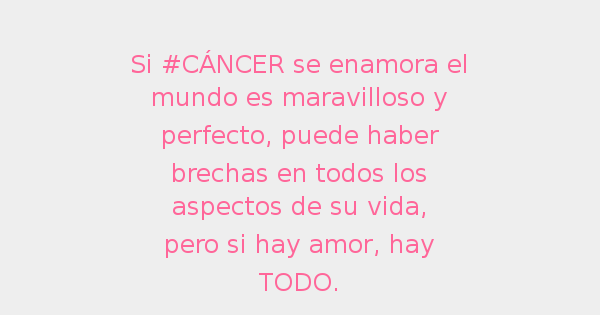 Si #CÁNCER se enamora el
mundo es maravilloso y
perfecto, puede haber
brechas en todos los
aspectos de su vida,
pero si hay amor, hay
TODO.